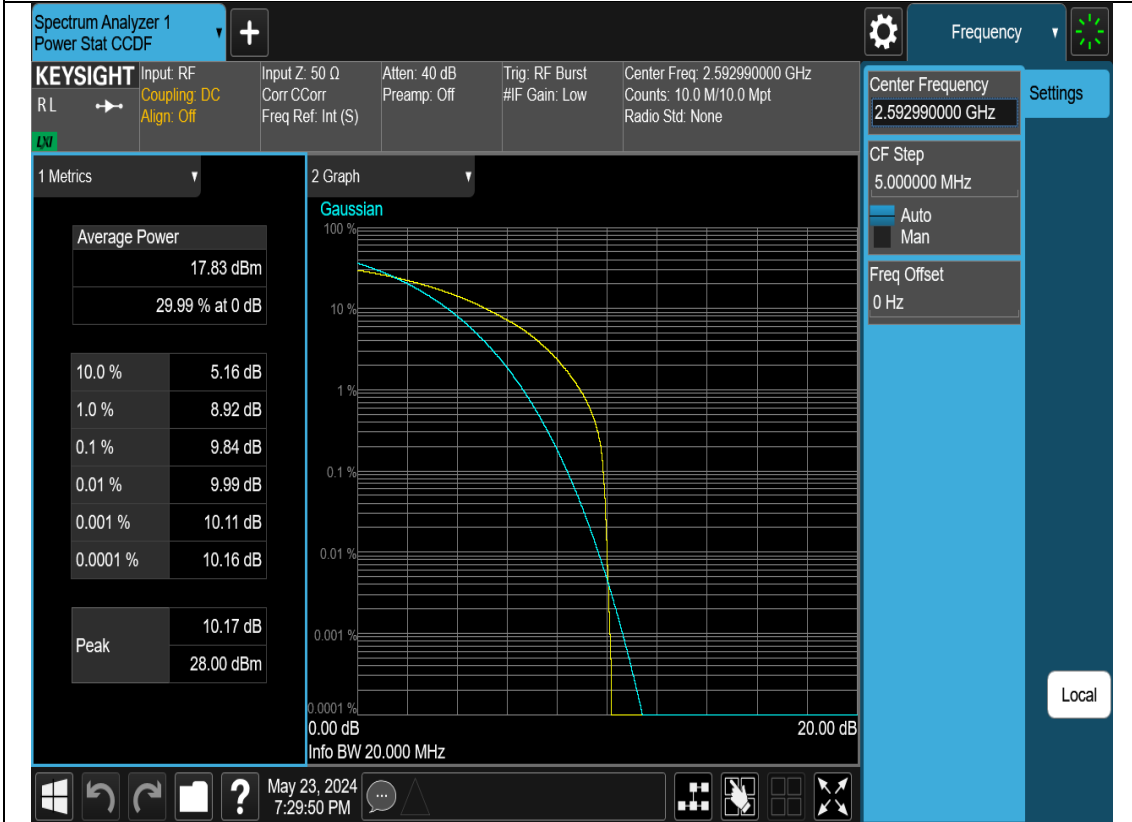 Spectrum Analyzer 1
Power Stat CCDF
+
Frequency
KEYSIGHT
RL
LXI
Input: RF
Coupling: DC
Align: Off
Input Z: 50 Ω
Corr CCorr
Freq Ref: Int (S)
Atten: 40 dB
Preamp: Off
Trig: RF Burst
#IF Gain: Low
Center Freq: 2.592990000 GHz
Counts: 10.0 M/10.0 Mpt
Radio Std: None
Center Frequency
2.592990000 GHz
Settings
CF Step
5.000000 MHz
Auto
Man
Freq Offset
0 Hz
Local
1 Metrics
Average Power
17.83 dBm
29.99 % at 0 dB
10.0 % 5.16 dB
1.0 % 8.92 dB
0.1 % 9.84 dB
0.01 % 9.99 dB
0.001 % 10.11 dB
0.0001 % 10.16 dB
Peak
10.17 dB
28.00 dBm
2 Graph
Gaussian
100 %
10 %
1 %
0.1 %
0.01 %
0.001 %
0.0001 %
0.00 dB 20.00 dB
Info BW 20.000 MHz
?
May 23, 2024
7:29:50 PM